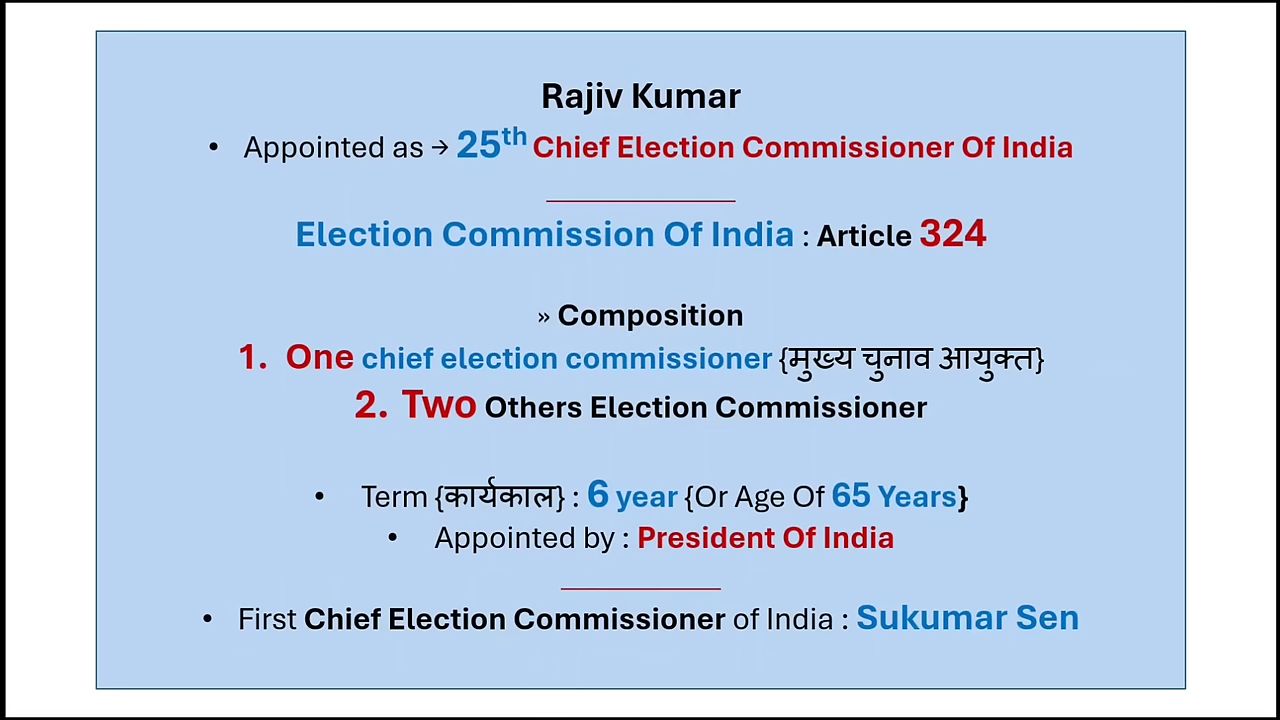 Rajiv Kumar
• Appointed as → 25th Chief Election Commissioner Of India
Election Commission Of India : Article 324
» Composition
1. One chief election commissioner {मुख्य चुनाव आयुक्त}
2. Two Others Election Commissioner
• Term {कार्यकाल} : 6 year {Or Age Of 65 Years}
• Appointed by : President Of India
• First Chief Election Commissioner of India : Sukumar Sen